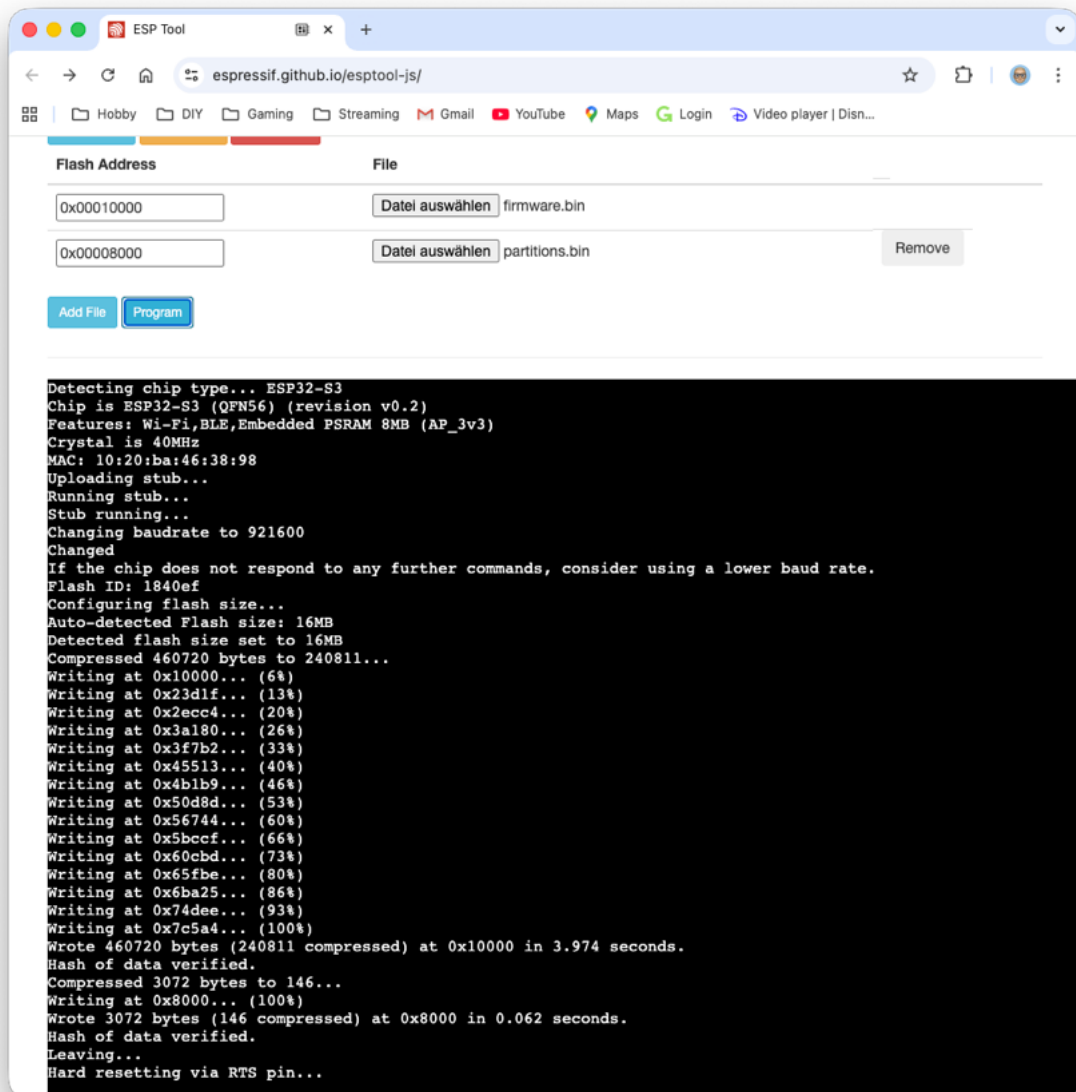 ESP Tool
espressif.github.io/esptool-js/
Hobby DIY Gaming Streaming Gmail YouTube Maps Login Video player | Disn...
Flash Address File
0x00010000 Datei auswählen firmware.bin
0x00008000 Datei auswählen partitions.bin Remove
Add File Program
Detecting chip type... ESP32-S3
Chip is ESP32-S3 (QFN56) (revision v0.2)
Features: Wi-Fi,BLE,Embedded PSRAM 8MB (AP_3v3)
Crystal is 40MHz
MAC: 10:20:ba:46:38:98
Uploading stub...
Running stub...
Stub running...
Changing baudrate to 921600
Changed
If the chip does not respond to any further commands, consider using a lower baud rate.
Flash ID: 1840ef
Configuring flash size...
Auto-detected Flash size: 16MB
Detected flash size set to 16MB
Compressed 460720 bytes to 240811...
Writing at 0x10000... (6%)
Writing at 0x23d1f... (13%)
Writing at 0x2ecc4... (20%)
Writing at 0x3a180... (26%)
Writing at 0x3f7b2... (33%)
Writing at 0x45513... (40%)
Writing at 0x4b1b9... (46%)
Writing at 0x50d8d... (53%)
Writing at 0x56744... (60%)
Writing at 0x5bccf... (66%)
Writing at 0x60cbd... (73%)
Writing at 0x65fbe... (80%)
Writing at 0x6ba25... (86%)
Writing at 0x74dee... (93%)
Writing at 0x7c5a4... (100%)
Wrote 460720 bytes (240811 compressed) at 0x10000 in 3.974 seconds.
Hash of data verified.
Compressed 3072 bytes to 146...
Writing at 0x8000... (100%)
Wrote 3072 bytes (146 compressed) at 0x8000 in 0.062 seconds.
Hash of data verified.
Leaving...
Hard resetting via RTS pin...